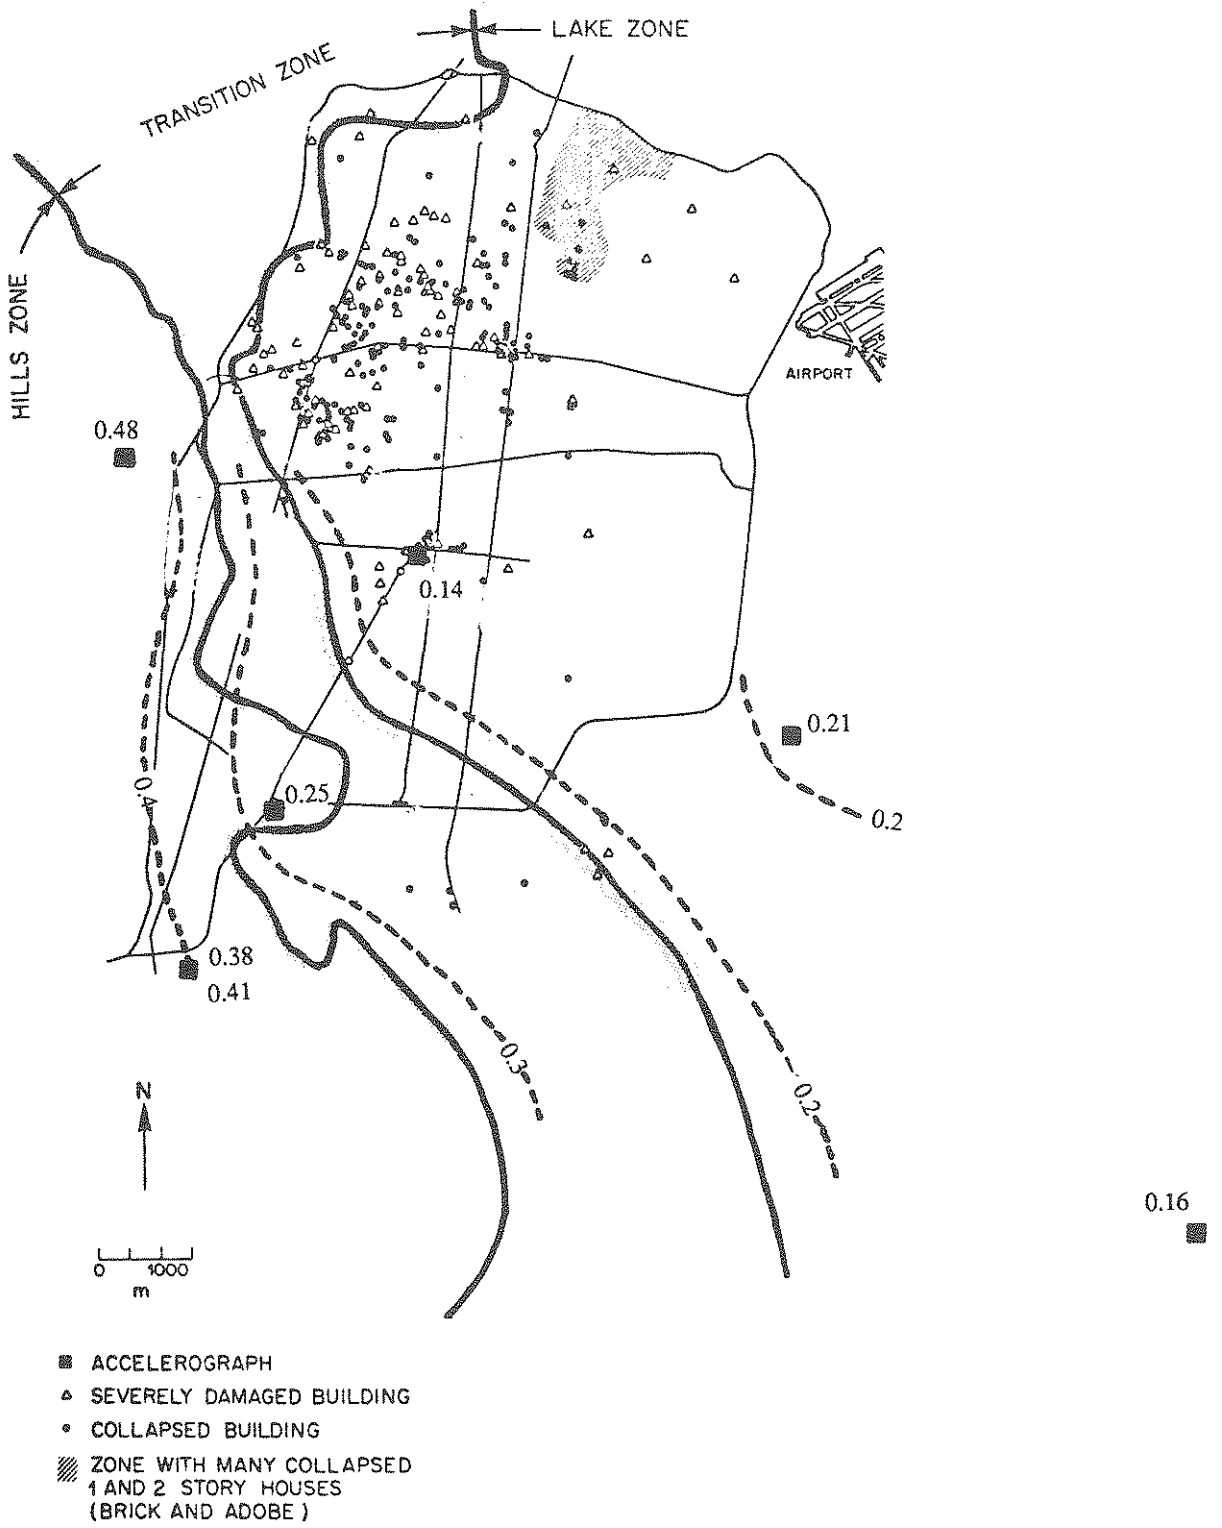 LAKE ZONE
TRANSITION ZONE
HILLS ZONE
AIRPORT
0.48
0.14
0.21
0.2
0.25
0.4
0.38
0.41
0.3
0.2
N
0.16
0 1000
m
ACCELEROGRAPH
SEVERELY DAMAGED BUILDING
COLLAPSED BUILDING
ZONE WITH MANY COLLAPSED
1 AND 2 STORY HOUSES
(BRICK AND ADOBE)